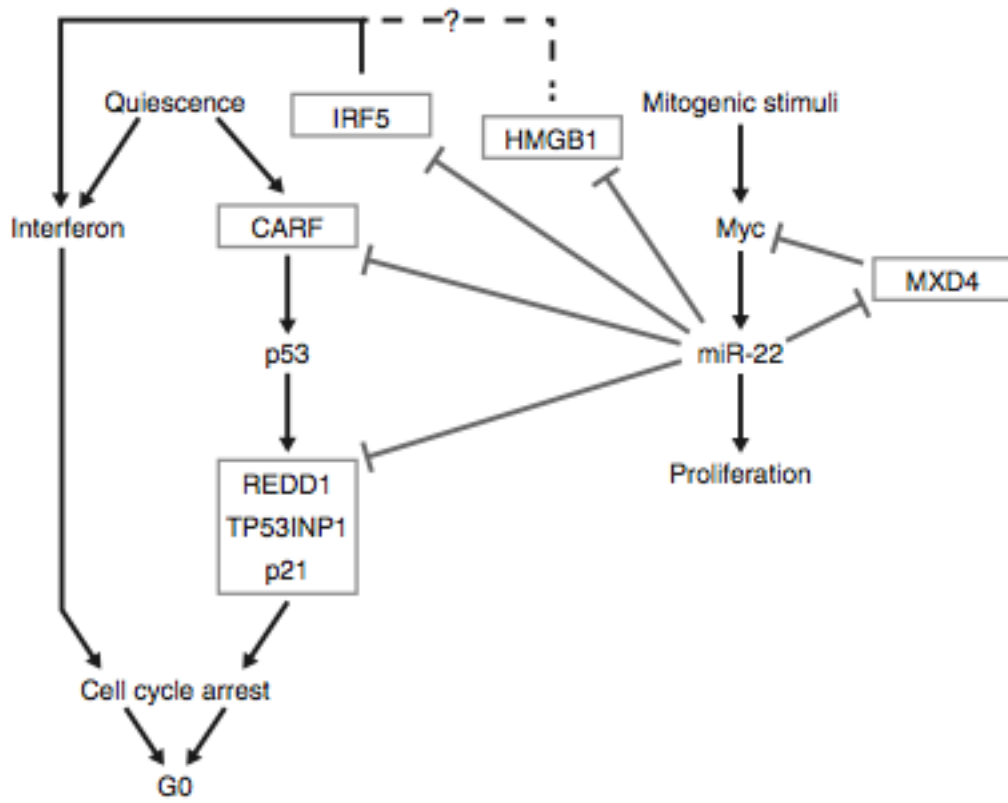 ?
Quiescence
IRF5
HMGB1
Mitogenic stimuli
Interferon
CARF
Myc
MXD4
p53
miR-22
REDD1
TP53INP1
p21
Proliferation
Cell cycle arrest
G0